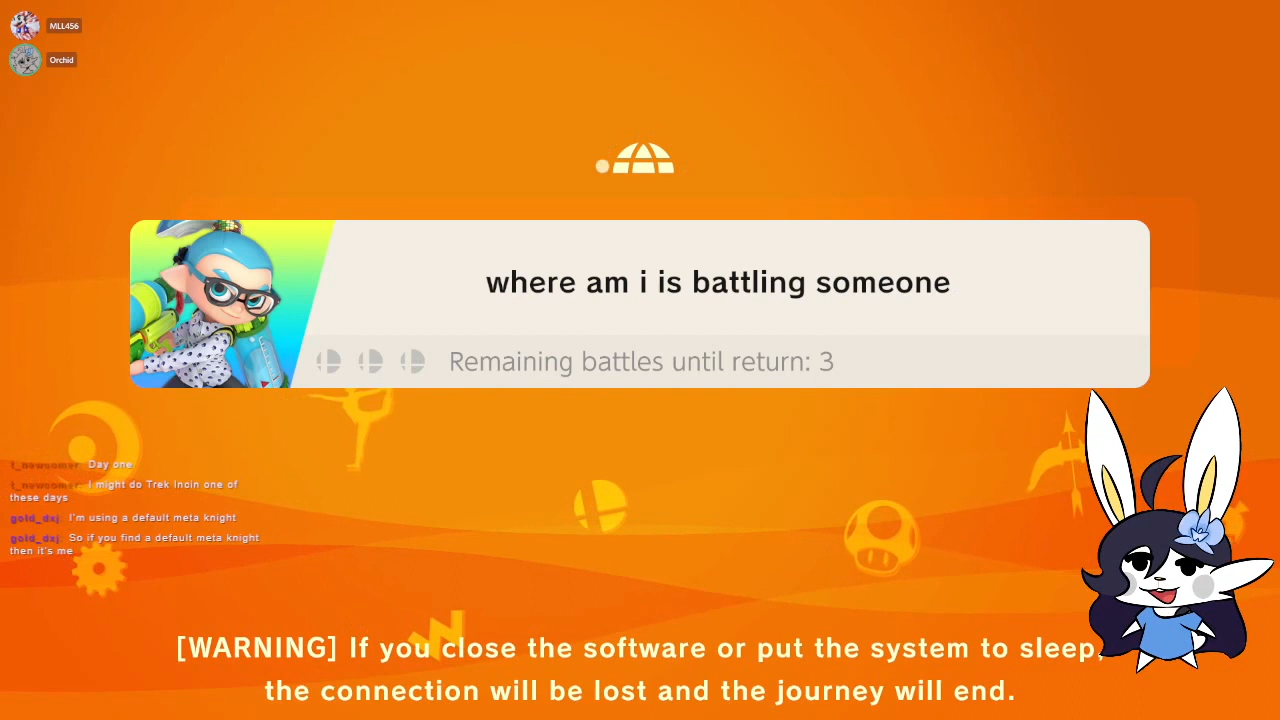 MLL456
Orchid
where am i is battling someone
Remaining battles until return: 3
t_newcomer: Day one
t_newcomer: I might do Trek Incin one of
these days
gold_dxj: I'm using a default meta knight
gold_dxj: So if you find a default meta knight
then it's me
[WARNING] If you close the software or put the system to sleep,
the connection will be lost and the journey will end.